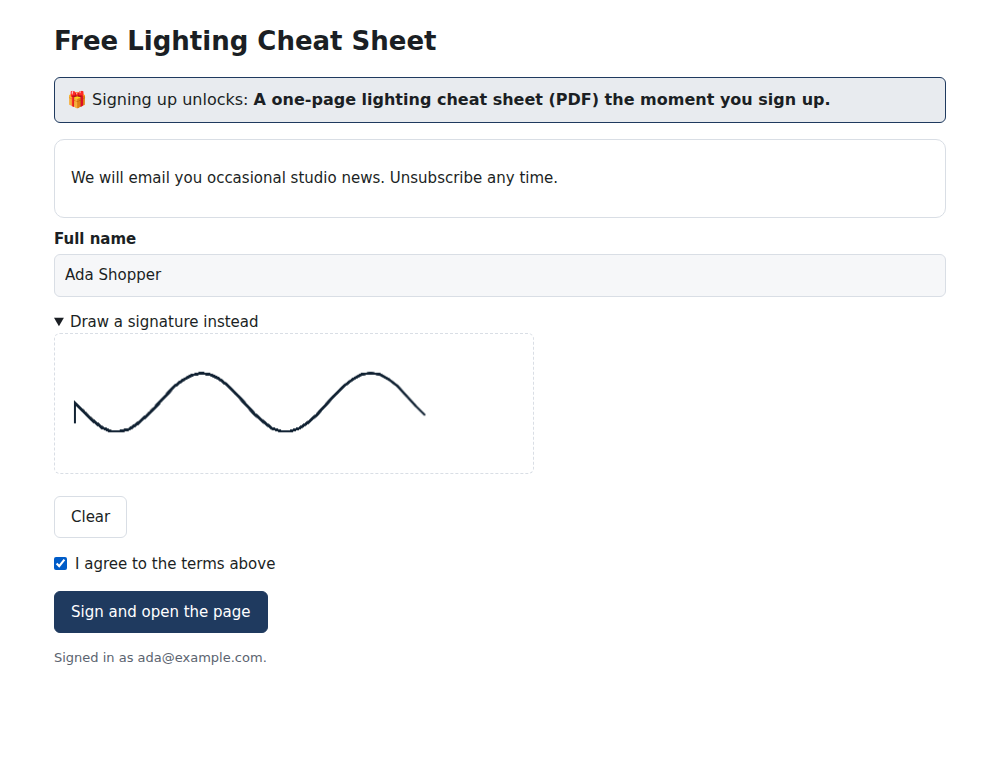 Free Lighting Cheat Sheet
🎁 Signing up unlocks: A one-page lighting cheat sheet (PDF) the moment you sign up.
We will email you occasional studio news. Unsubscribe any time.
Full name
Ada Shopper
▼ Draw a signature instead
Clear
I agree to the terms above
Sign and open the page
Signed in as ada@example.com.